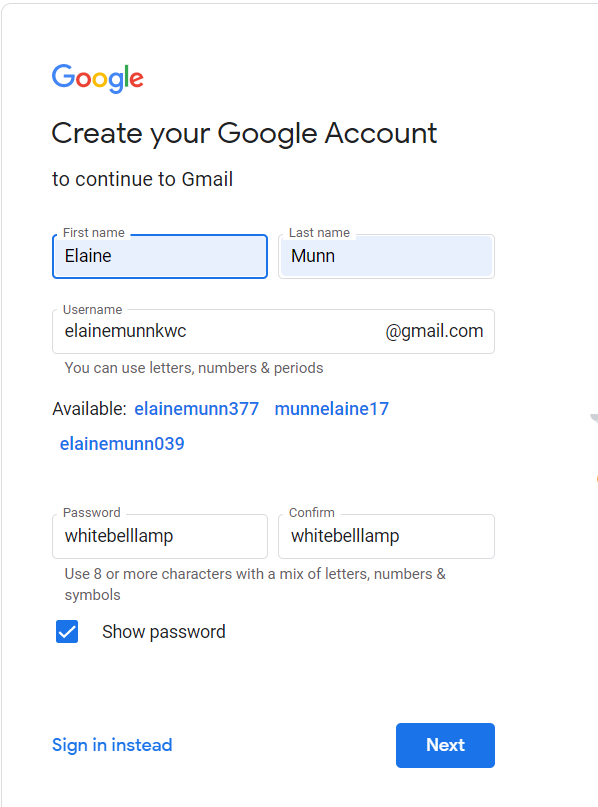 Google
Create your Google Account
to continue to Gmail
First name
Last name
Elaine
Munn
Username
elainemunnkwc @gmail.com
You can use letters, numbers & periods
Available: elainemunn377 munnelaine17
elainemunn039
Password
Confirm
whitebelllamp
whitebelllamp
Use 8 or more characters with a mix of letters, numbers &
symbols
Show password
Sign in instead
Next